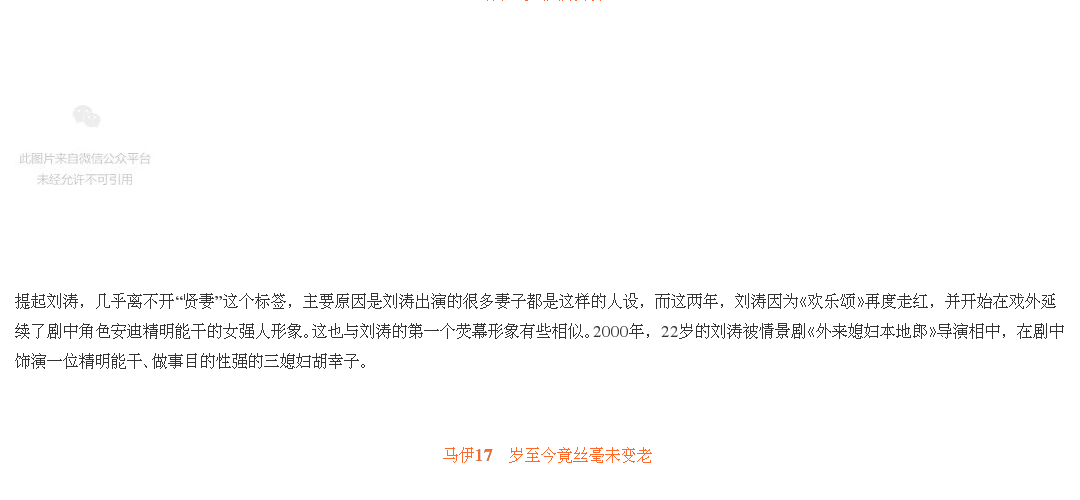 此图片来自微信公众平台
未经允许不可引用
提起刘涛，几乎离不开“贤妻”这个标签，主要原因是刘涛出演的很多妻子都是这样的人设，而这两年，刘涛因为《欢乐颂》再度走红，并开始在戏外延
续了剧中角色安迪精明能干的女强人形象。这也与刘涛的第一个荧幕形象有些相似。2000年，22岁的刘涛被情景剧《外来媳妇本地郎》导演相中，在剧中
饰演一位精明能干、做事目的性强的三媳妇胡幸子。
马伊17 岁至今竟丝毫未变老